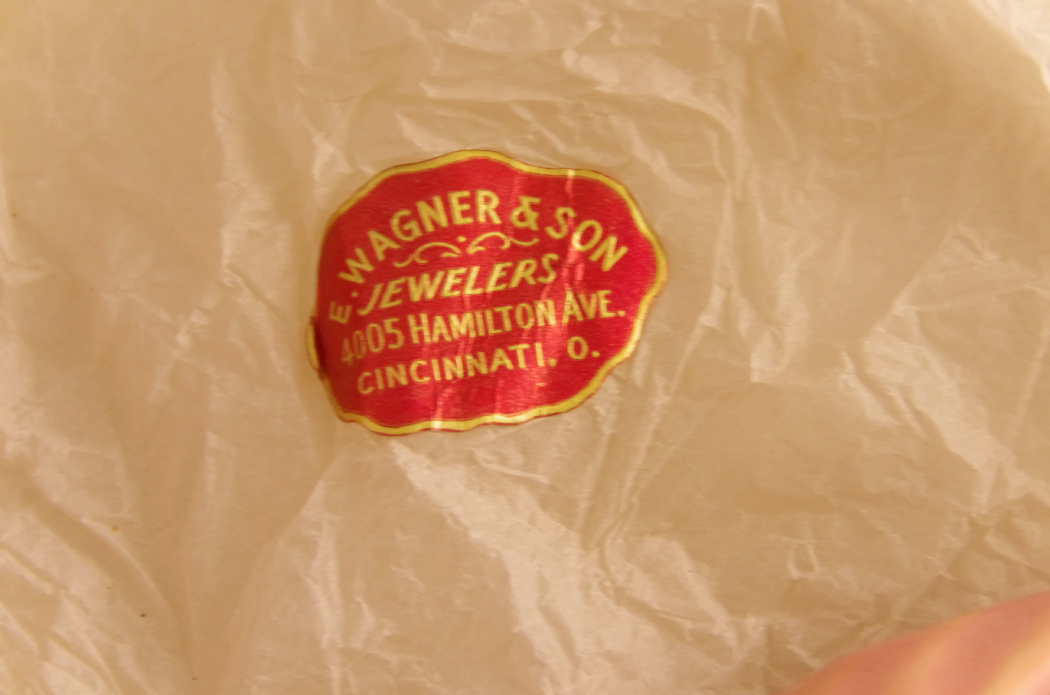 E. WAGNER & SON
JEWELERS
4005 HAMILTON AVE.
CINCINNATI. O.